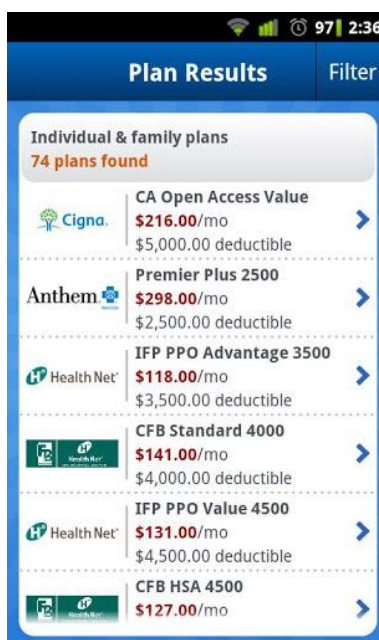 97 2:36
Plan Results
Filter
Individual & family plans
74 plans found
Cigna.
CA Open Access Value
$216.00/mo
$5,000.00 deductible
Anthem
Premier Plus 2500
$298.00/mo
$2,500.00 deductible
Health Net
IFP PPO Advantage 3500
$118.00/mo
$3,500.00 deductible
FB Health Net
CFB Standard 4000
$141.00/mo
$4,000.00 deductible
Health Net
IFP PPO Value 4500
$131.00/mo
$4,500.00 deductible
FB Health Net
CFB HSA 4500
$127.00/mo